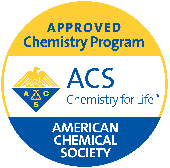 APPROVED
Chemistry Program
A C S
ACS
Chemistry for Life®
AMERICAN
CHEMICAL
SOCIETY